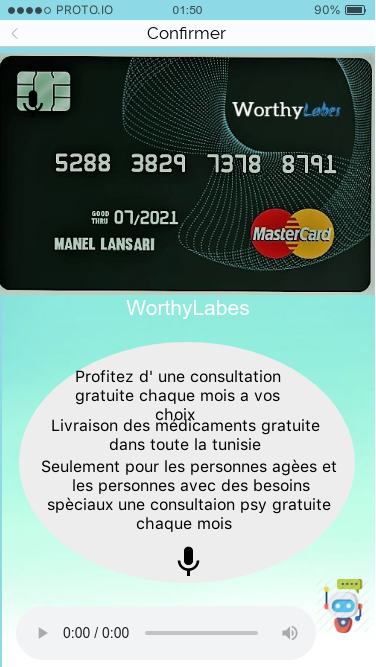 PROTO.IO 01:50 90%
Confirmer
WorthyLabes
5288 3829 7378 8791
GOOD
THRU 07/2021
MANEL LANSARI
MasterCard
WorthyLabes
Profitez d' une consultation
gratuite chaque mois a vos
choix
Livraison des médicaments gratuite
dans toute la tunisie
Seulement pour les personnes agèes et
les personnes avec des besoins
spèciaux une consultaion psy gratuite
chaque mois
0:00 / 0:00